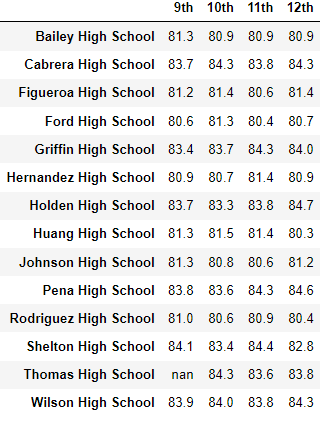 9th 10th 11th 12th
Bailey High School 81.3 80.9 80.9 80.9
Cabrera High School 83.7 84.3 83.8 84.3
Figueroa High School 81.2 81.4 80.6 81.4
Ford High School 80.6 81.3 80.4 80.7
Griffin High School 83.4 83.7 84.3 84.0
Hernandez High School 80.9 80.7 81.4 80.9
Holden High School 83.7 83.3 83.8 84.7
Huang High School 81.3 81.5 81.4 80.3
Johnson High School 81.3 80.8 80.6 81.2
Pena High School 83.8 83.6 84.3 84.6
Rodriguez High School 81.0 80.6 80.9 80.4
Shelton High School 84.1 83.4 84.4 82.8
Thomas High School nan 84.3 83.6 83.8
Wilson High School 83.9 84.0 83.8 84.3